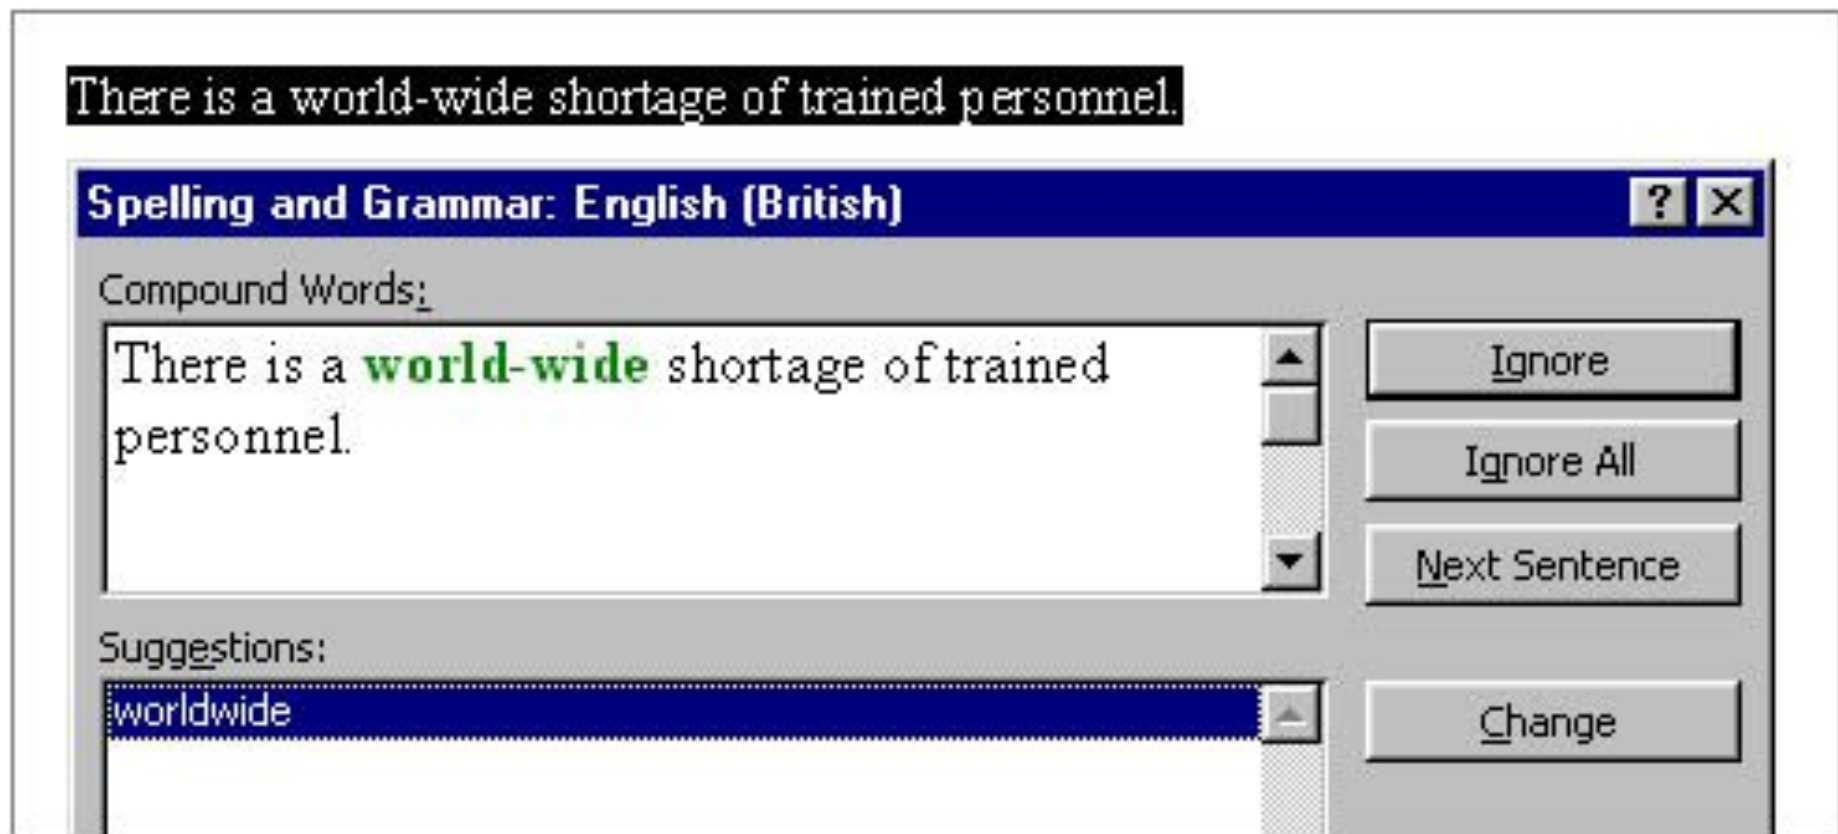 There is a world-wide shortage of trained personnel.
Spelling and Grammar: English (British)
Compound Words:
There is a world-wide shortage of trained
personnel.
Ignore
Ignore All
Next Sentence
Suggestions:
worldwide
Change